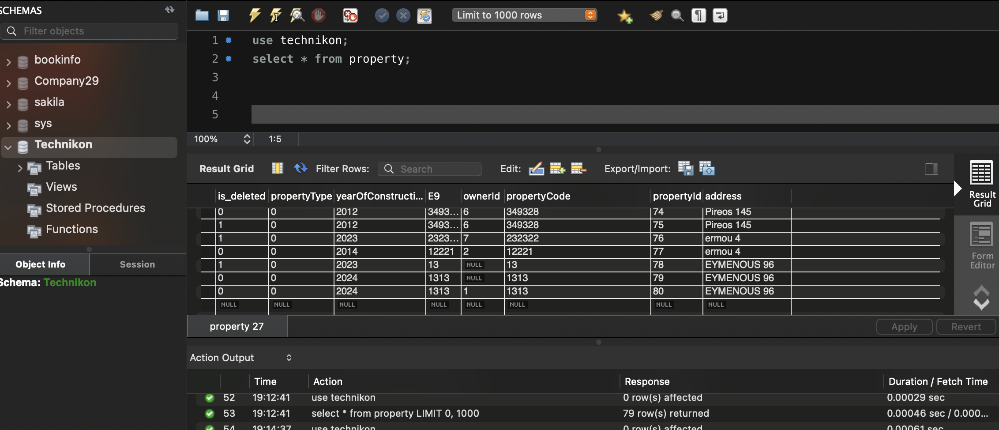 SCHEMAS
Filter objects
bookinfo
Company29
sakila
sys
Technikon
Tables
Views
Stored Procedures
Functions
Object Info
Session
Schema: Technikon
Limit to 1000 rows
1 use technikon;
2 select * from property;
3
4
5
100% 1:5
Result Grid Filter Rows: Search Edit: Export/Import:
is_deleted propertyType yearOfConstructi... E9 ownerId propertyCode propertyId address
0 0 2012 3493... 6 349328 74 Pireos 145
1 0 2012 3493... 6 349328 75 Pireos 145
1 0 2023 2323... 7 232322 76 ermou 4
0 0 2014 12221 2 12221 77 ermou 4
1 0 2023 13 NULL 13 78 EYMENOUS 96
0 0 2024 1313 NULL 1313 79 EYMENOUS 96
0 0 2024 1313 1 1313 80 EYMENOUS 96
NULL NULL NULL NULL NULL NULL NULL NULL
Result
Grid
Form
Editor
property 27
Apply Revert
Action Output
Time Action Response Duration / Fetch Time
52 19:12:41 use technikon 0 row(s) affected 0.00029 sec
53 19:12:41 select * from property LIMIT 0, 1000 79 row(s) returned 0.00046 sec / 0.000...
54 19:14:37 use technikon 0 row(s) affected 0.00061 sec